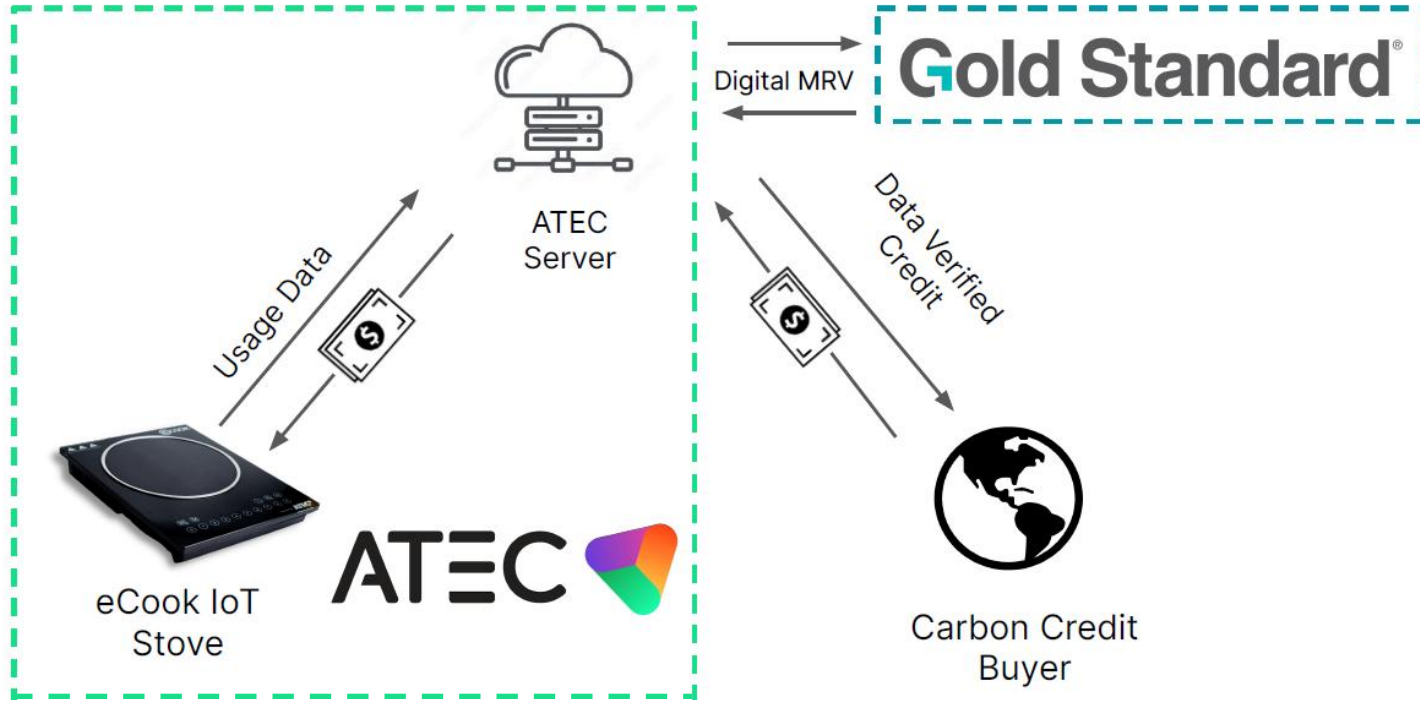 Gold Standard®
Digital MRV
ATEC
Server
Usage Data
Data Verified
Credit
ATEC
eCook IoT
Stove
Carbon Credit
Buyer